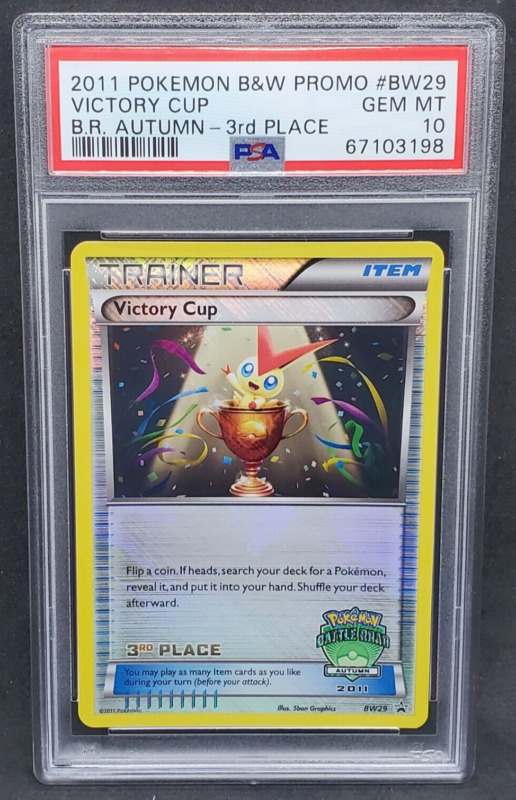 2011 POKEMON B&W PROMO #BW29
VICTORY CUP GEM MT
B.R. AUTUMN - 3rd PLACE 10
PSA 67103198
TRAINER ITEM
Victory Cup
Flip a coin. If heads, search your deck for a Pokémon,
reveal it, and put it into your hand. Shuffle your deck
afterward.
3RD PLACE
Pokémon
BATTLE ROAD
AUTUMN
2011
You may play as many Item cards as you like
during your turn (before your attack).
©2011 Pokémon Illus. 5ban Graphics BW29